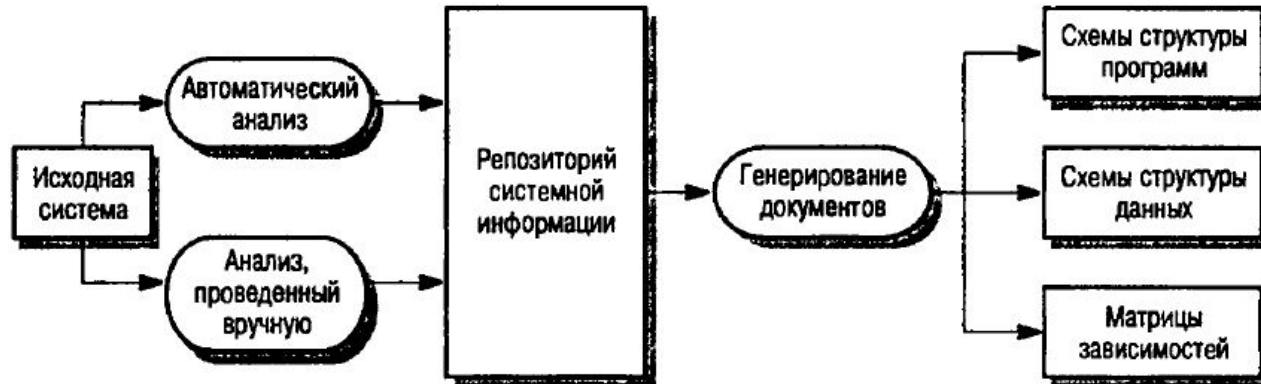 Исходная
система
Автоматический
анализ
Анализ,
проведенный
вручную
Репозиторий
системной
информации
Генерирование
документов
Схемы структуры
программ
Схемы структуры
данных
Матрицы
зависимостей